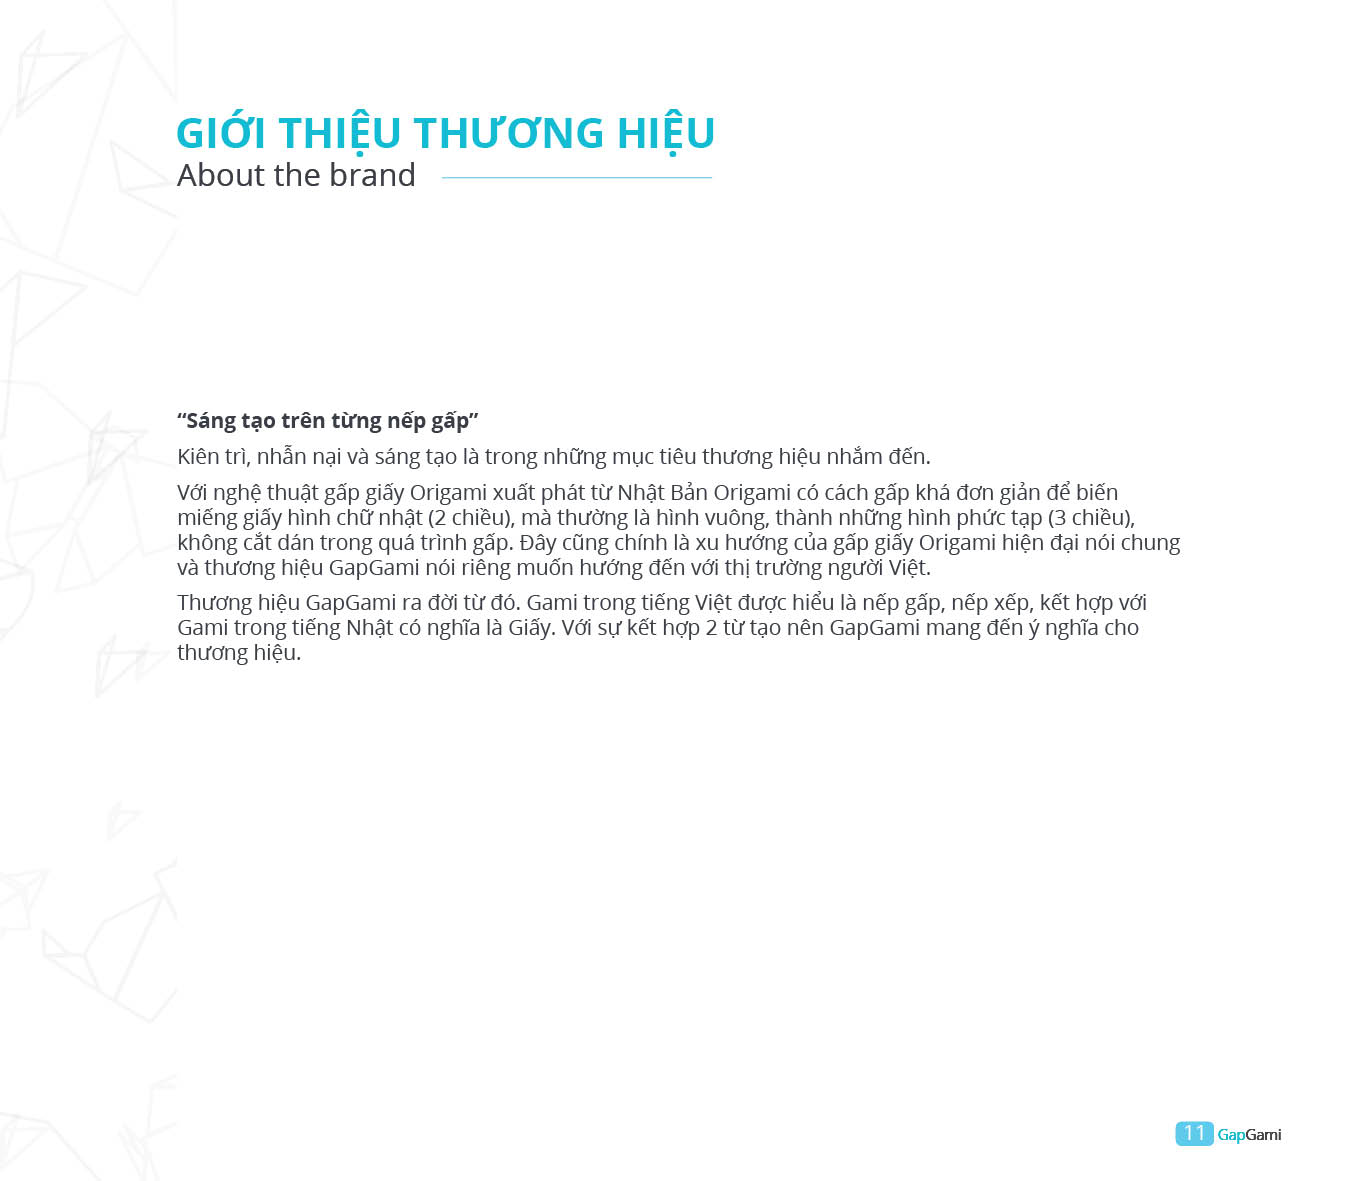 GIỚI THIỆU THƯƠNG HIỆU
About the brand
“Sáng tạo trên từng nếp gấp”
Kiên trì, nhẫn nại và sáng tạo là trong những mục tiêu thương hiệu nhắm đến.
Với nghệ thuật gấp giấy Origami xuất phát từ Nhật Bản Origami có cách gấp khá đơn giản để biến
miếng giấy hình chữ nhật (2 chiều), mà thường là hình vuông, thành những hình phức tạp (3 chiều),
không cắt dán trong quá trình gấp. Đây cũng chính là xu hướng của gấp giấy Origami hiện đại nói chung
và thương hiệu GapGami nói riêng muốn hướng đến với thị trường người Việt.
Thương hiệu GapGami ra đời từ đó. Gami trong tiếng Việt được hiểu là nếp gấp, nếp xếp, kết hợp với
Gami trong tiếng Nhật có nghĩa là Giấy. Với sự kết hợp 2 từ tạo nên GapGami mang đến ý nghĩa cho
thương hiệu.
11 GapGami